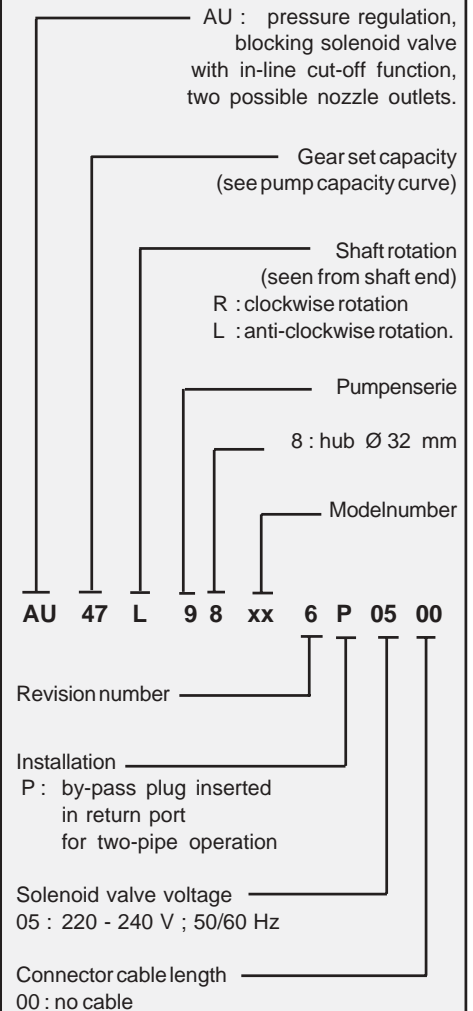 AU : pressure regulation,
blocking solenoid valve
with in-line cut-off function,
two possible nozzle outlets.
Gear set capacity
(see pump capacity curve)
Shaft rotation
(seen from shaft end)
R : clockwise rotation
L : anti-clockwise rotation.
Pumpenserie
8 : hub Ø 32 mm
Modelnumber
AU 47 L 9 8 xx 6 P 05 00
Revision number
Installation
P : by-pass plug inserted
in return port
for two-pipe operation
Solenoid valve voltage
05 : 220 - 240 V ; 50/60 Hz
Connector cable length
00 : no cable